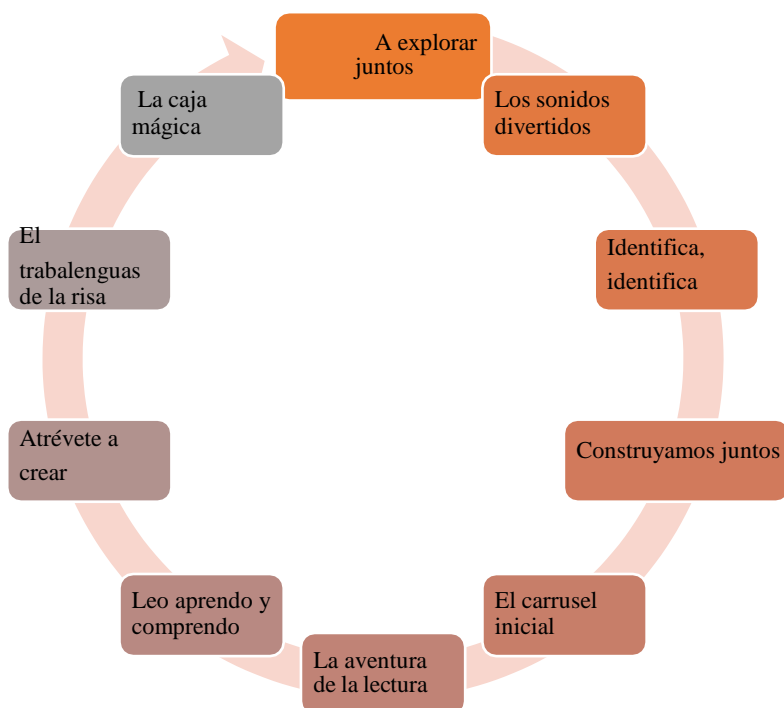 A explorar
juntos
Los sonidos
divertidos
Identifica,
identifica
Construyamos juntos
El carrusel
inicial
La aventura
de la lectura
Leo aprendo y
comprendo
Atrévete a
crear
El
trabalenguas
de la risa
La caja
mágica